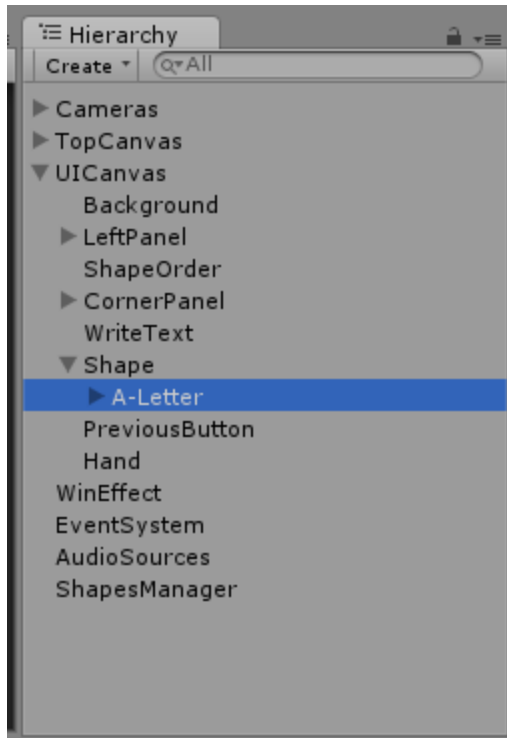 Hierarchy
Create All
Cameras
TopCanvas
UICanvas
Background
LeftPanel
ShapeOrder
CornerPanel
WriteText
Shape
A-Letter
PreviousButton
Hand
WinEffect
EventSystem
AudioSources
ShapesManager